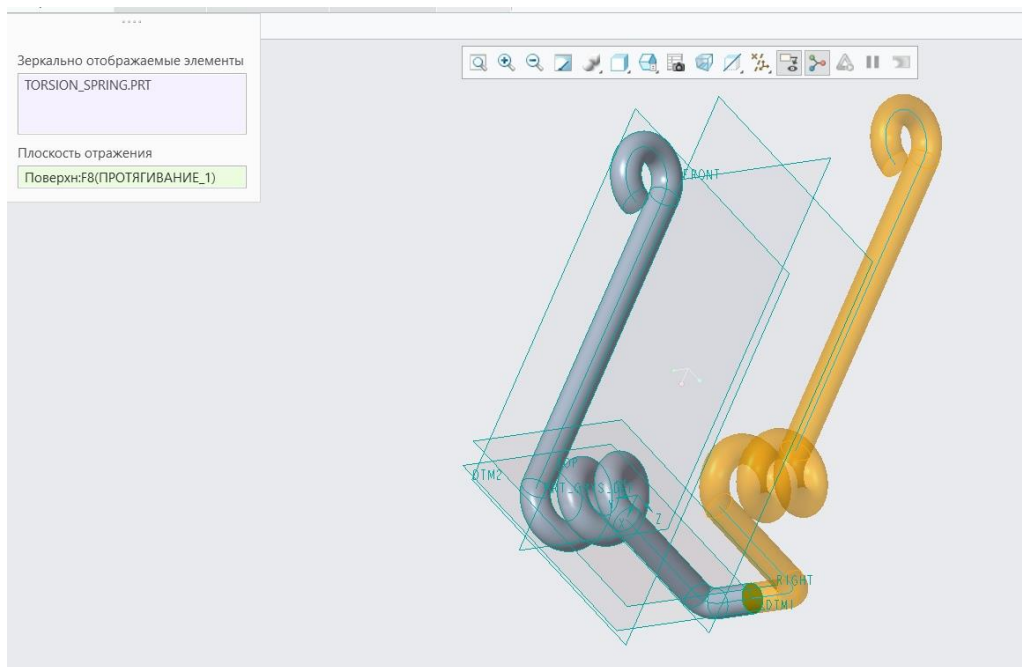 Зеркально отображаемые элементы
TORSION_SPRING.PRT
Плоскость отражения
Поверхн:F8(ПРОТЯГИВАНИЕ_1)
FRONT
DTM2
Z
X
RIGHT
DTM1